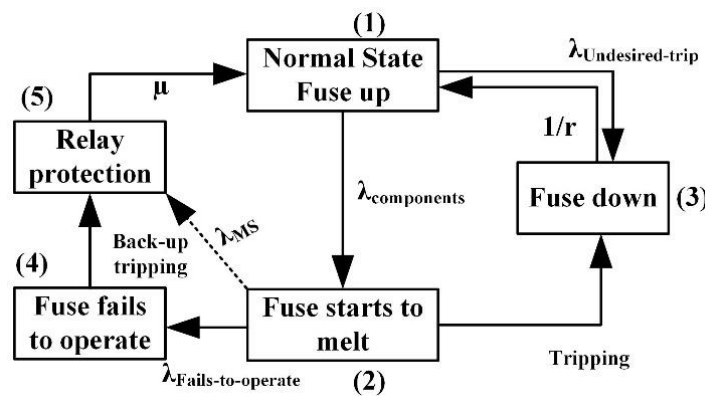 (1)
Normal State
Fuse up
λUndesired-trip
(5)
μ
1/r
Relay
protection
λcomponents
Fuse down
(3)
Back-up
tripping
λMS
(4)
Fuse fails
to operate
Fuse starts to
melt
λFails-to-operate
Tripping
(2)